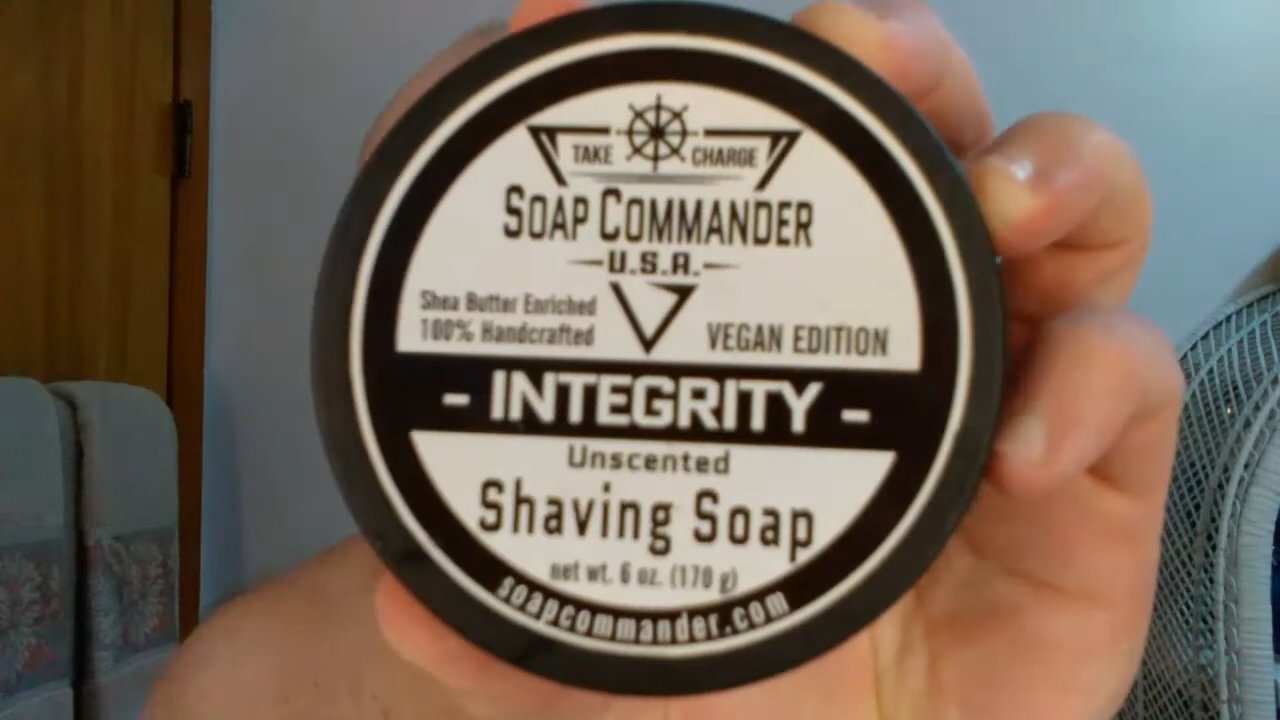 TAKE CHARGE
SOAP COMMANDER
U.S.A.
Shea Butter Enriched
100% Handcrafted
VEGAN EDITION
- INTEGRITY -
Unscented
Shaving Soap
net wt. 6 oz. (170 g)
soapcommander.com